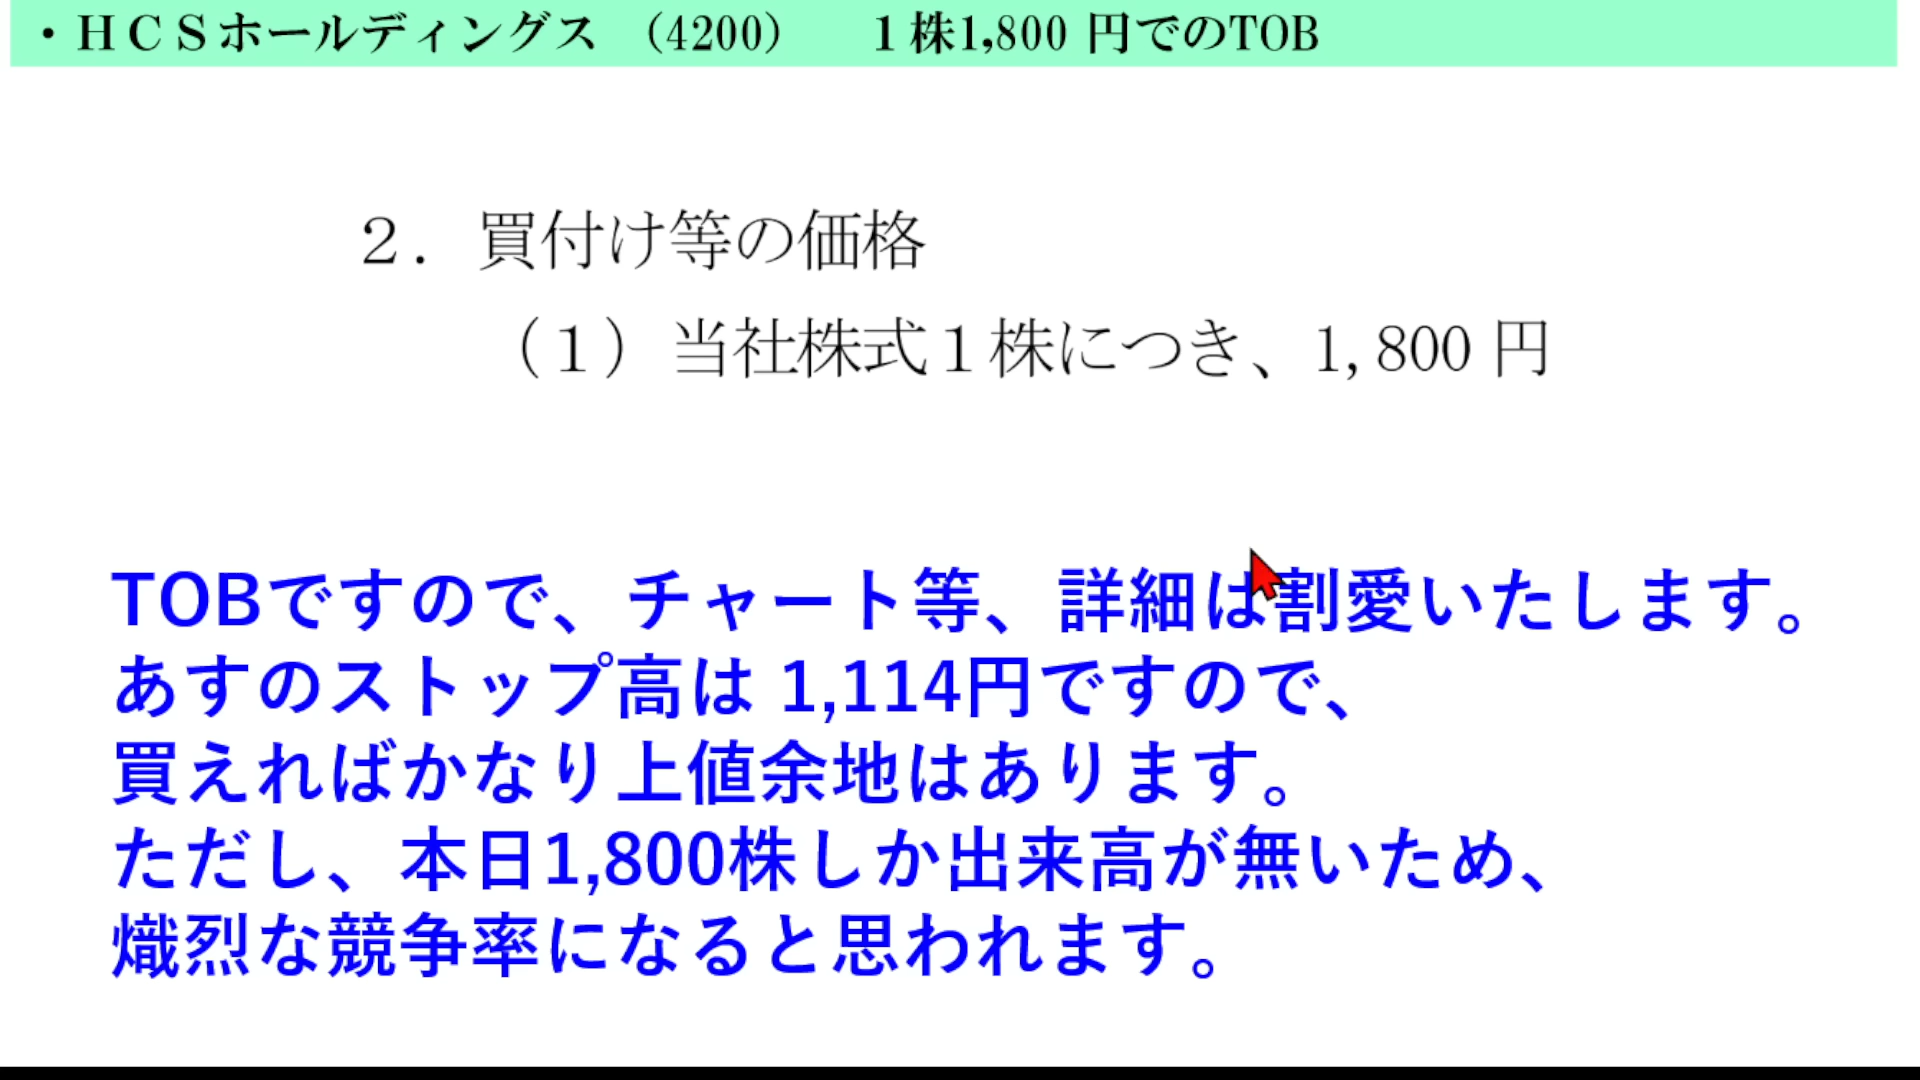 ・ＨＣＳホールディングス （4200）　１株1,800 円でのTOB
２．買付け等の価格
（１）当社株式１株につき、1,800 円
TOBですので、チャート等、詳細は割愛いたします。
あすのストップ高は 1,114円ですので、
買えればかなり上値余地はあります。
ただし、本日1,800株しか出来高が無いため、
熾烈な競争率になると思われます。